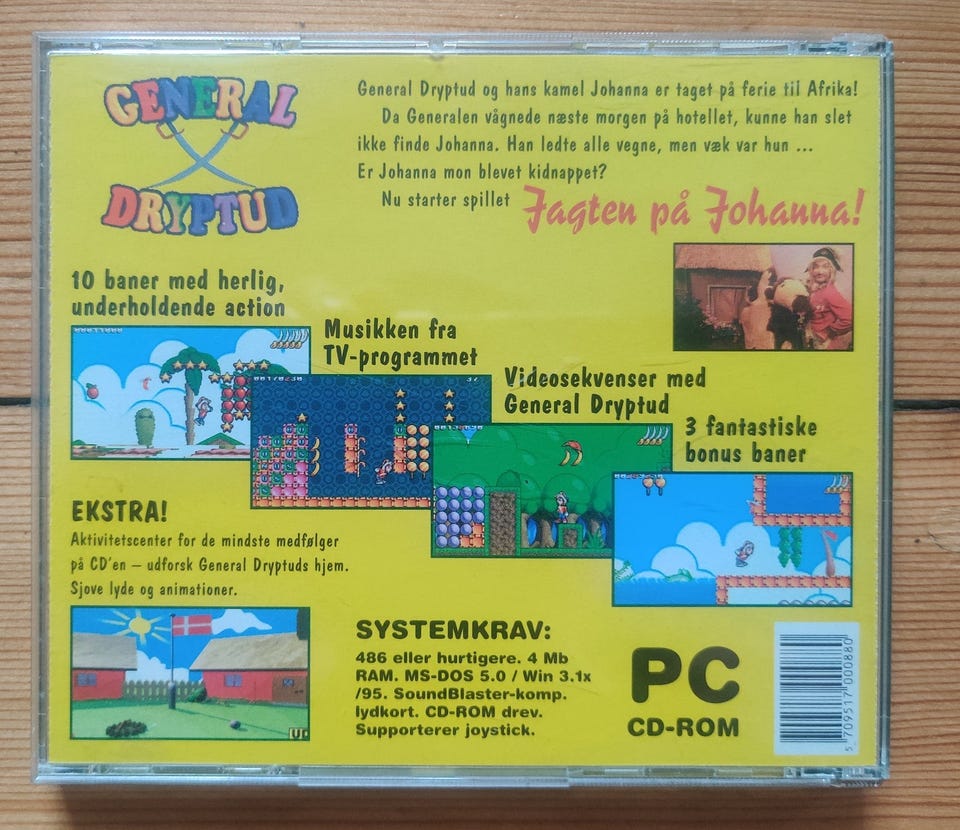 GENERAL
DRYPTUD
General Dryptud og hans kamel Johanna er taget på ferie til Afrika!
Da Generalen vågnede næste morgen på hotellet, kunne han slet
ikke finde Johanna. Han ledte alle vegne, men væk var hun ...
Er Johanna mon blevet kidnappet?
Nu starter spillet Jagten på Johanna!
10 baner med herlig,
underholdende action
Musikken fra
TV-programmet
Videosekvenser med
General Dryptud
3 fantastiske
bonus baner
EKSTRA!
Aktivitetscenter for de mindste medfølger
på CD'en – udforsk General Dryptuds hjem.
Sjove lyde og animationer.
UD
SYSTEMKRAV:
486 eller hurtigere. 4 Mb
RAM. MS-DOS 5.0 / Win 3.1x
/95. SoundBlaster-komp.
lydkort. CD-ROM drev.
Supporterer joystick.
PC
CD-ROM
5 709517 000880